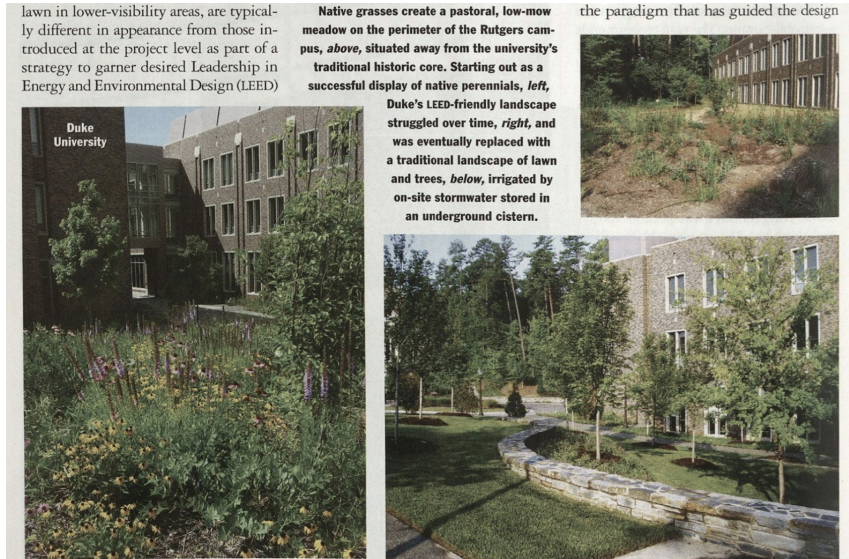 lawn in lower-visibility areas, are typical-
ly different in appearance from those in-
troduced at the project level as part of a
strategy to garner desired Leadership in
Energy and Environmental Design (LEED)
Duke
University
Native grasses create a pastoral, low-mow
meadow on the perimeter of the Rutgers cam-
pus, above, situated away from the university's
traditional historic core. Starting out as a
successful display of native perennials, left,
Duke's LEED-friendly landscape
struggled over time, right, and
was eventually replaced with
a traditional landscape of lawn
and trees, below, irrigated by
on-site stormwater stored in
an underground cistern.
the paradigm that has guided the design